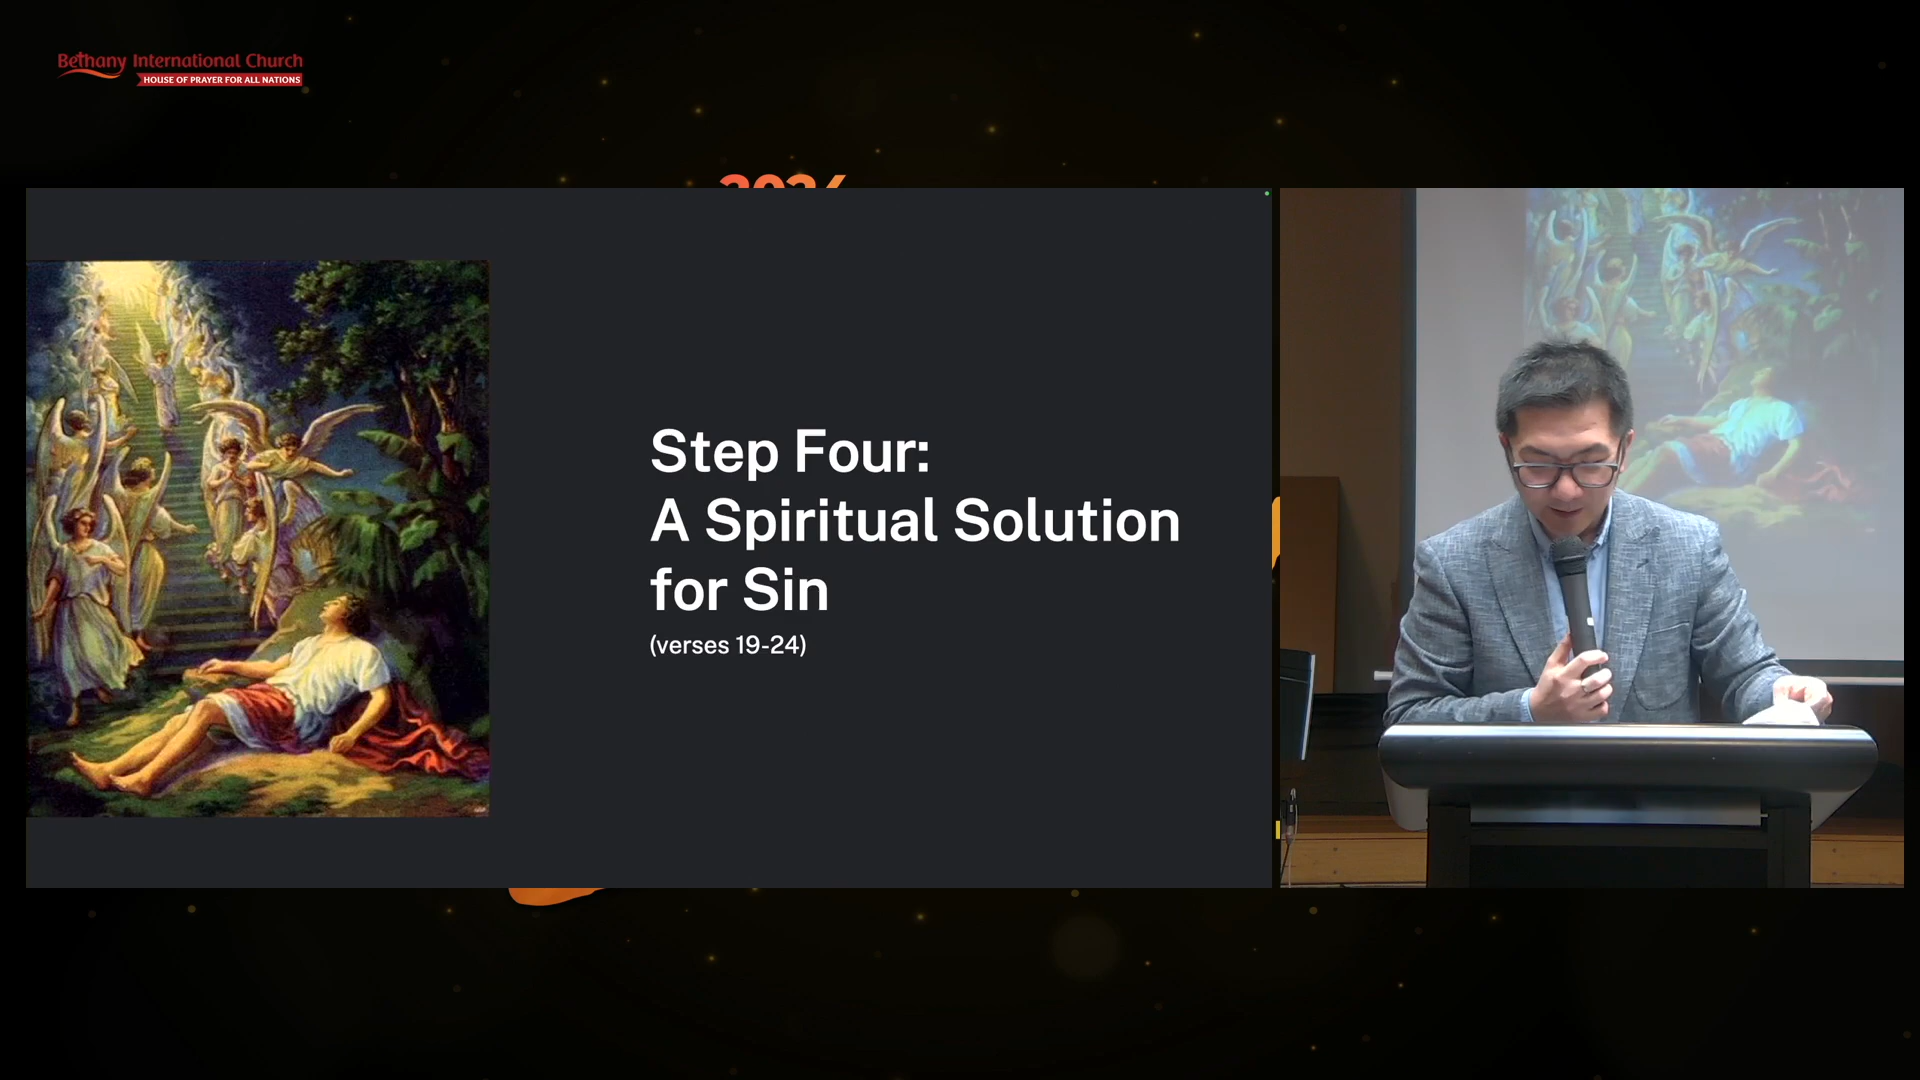 Bethany International Church
HOUSE OF PRAYER FOR ALL NATIONS
Step Four:
A Spiritual Solution
for Sin
(verses 19-24)